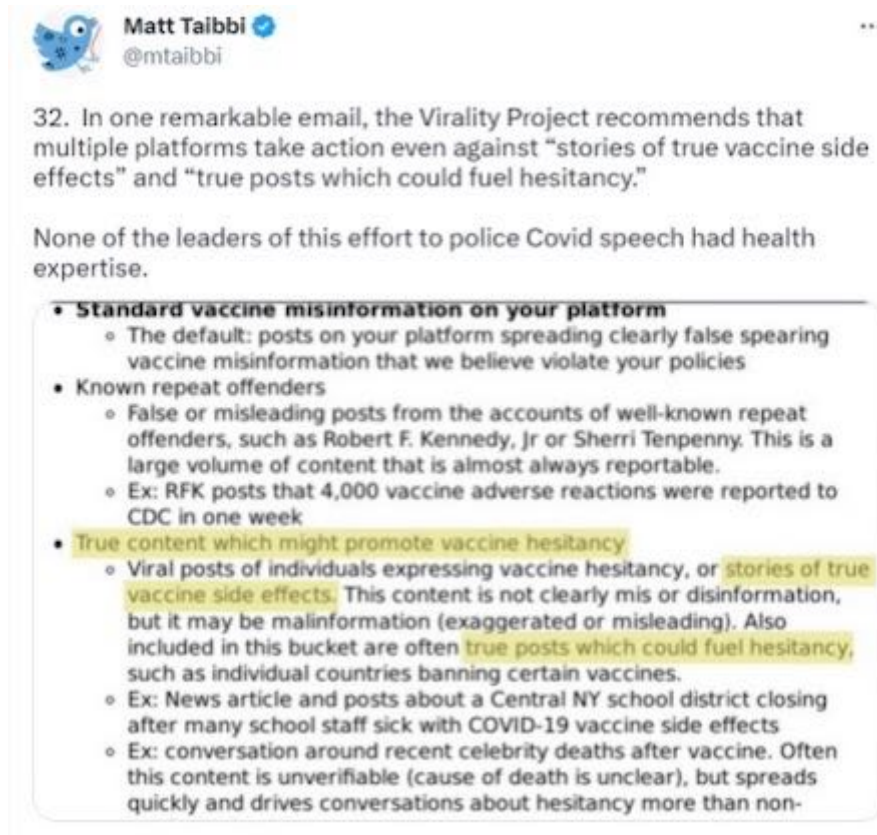 Matt Taibbi
@mtaibbi
32. In one remarkable email, the Virality Project recommends that
multiple platforms take action even against “stories of true vaccine side
effects” and “true posts which could fuel hesitancy.”
None of the leaders of this effort to police Covid speech had health
expertise.
• Standard vaccine misinformation on your platform
◦ The default: posts on your platform spreading clearly false spearing
vaccine misinformation that we believe violate your policies
• Known repeat offenders
◦ False or misleading posts from the accounts of well-known repeat
offenders, such as Robert F. Kennedy, Jr or Sherri Tenpenny. This is a
large volume of content that is almost always reportable.
◦ Ex: RFK posts that 4,000 vaccine adverse reactions were reported to
CDC in one week
• True content which might promote vaccine hesitancy
◦ Viral posts of individuals expressing vaccine hesitancy, or stories of true
vaccine side effects. This content is not clearly mis or disinformation,
but it may be malinformation (exaggerated or misleading). Also
included in this bucket are often true posts which could fuel hesitancy,
such as individual countries banning certain vaccines.
◦ Ex: News article and posts about a Central NY school district closing
after many school staff sick with COVID-19 vaccine side effects
◦ Ex: conversation around recent celebrity deaths after vaccine. Often
this content is unverifiable (cause of death is unclear), but spreads
quickly and drives conversations about hesitancy more than non-